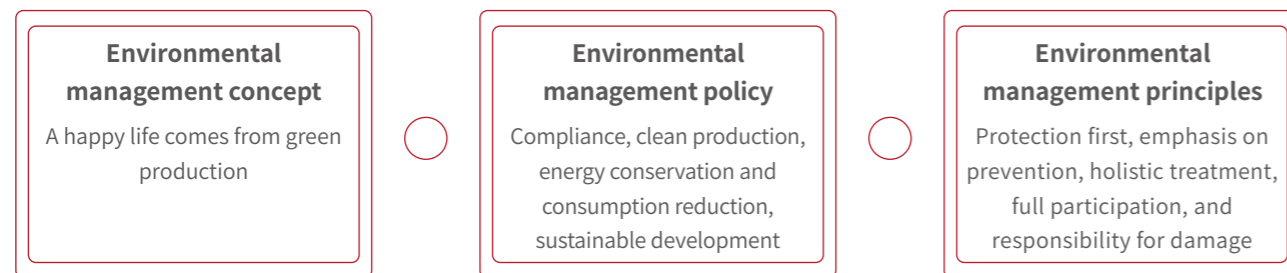 Environmental
management concept
A happy life comes from green
production
Environmental
management policy
Compliance, clean production,
energy conservation and
consumption reduction,
sustainable development
Environmental
management principles
Protection first, emphasis on
prevention, holistic treatment,
full participation, and
responsibility for damage